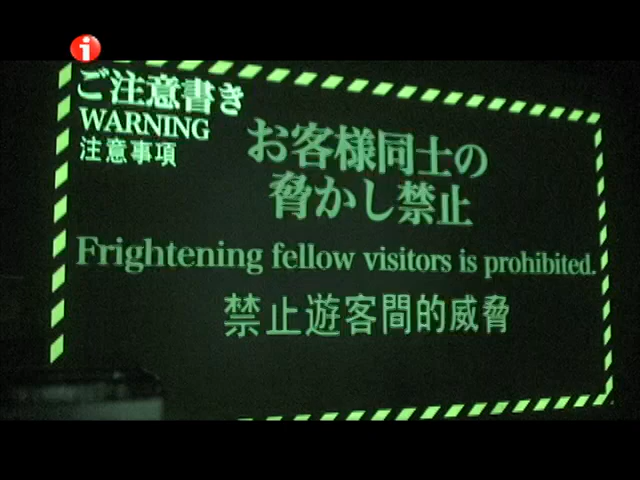 i
ご注意書き
WARNING
注意事項
お客様同士の
脅かし禁止
Frightening fellow visitors is prohibited.
禁止遊客間的威脅